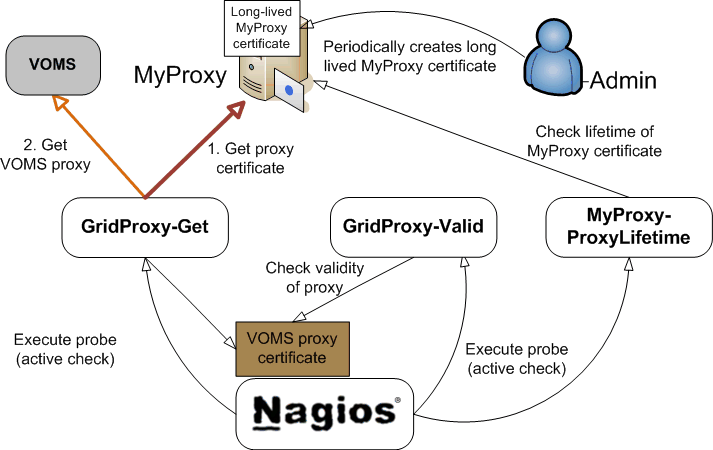 Long-lived
MyProxy
certificate
VOMS
MyProxy
Periodically creates long
lived MyProxy certificate
Admin
2. Get
VOMS proxy
1. Get proxy
certificate
Check lifetime of
MyProxy certificate
GridProxy-Get
GridProxy-Valid
MyProxy-
ProxyLifetime
Check validity
of proxy
Execute probe
(active check)
VOMS proxy
certificate
Execute probe
(active check)
Nagios®